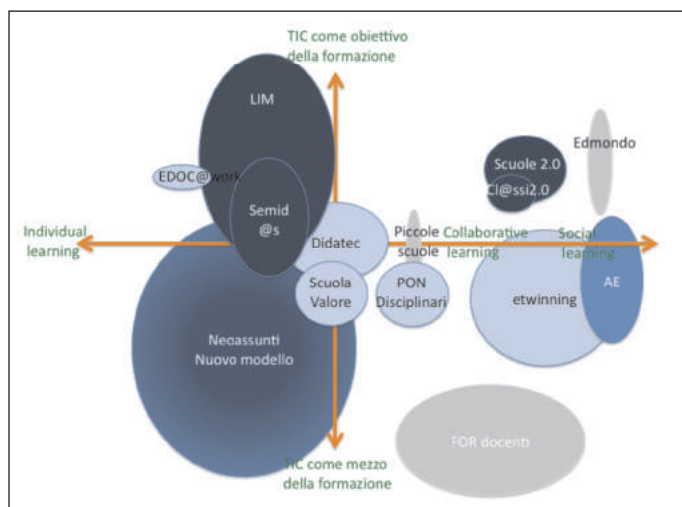 TIC come obiettivo
della formazione
LIM
Edmondo
Scuole 2.0
EDOC@work
Cl@ssi2.0
Semid
@s
Individual
learning
Didatec
Piccole
scuole
Collaborative
learning
Social
learning
Scuola
Valore
PON
Disciplinari
etwinning
AE
Neoassunti
Nuovo modello
FOR docenti
TIC come mezzo
della formazione